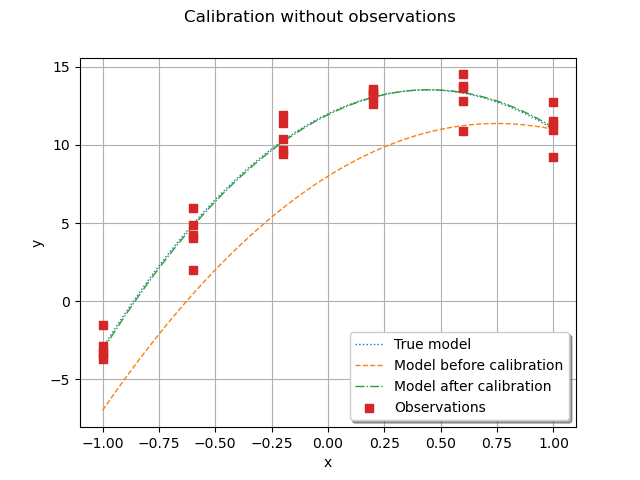 Calibration without observations
15
10
5
0
−5
y
−1.00 −0.75 −0.50 −0.25 0.00 0.25 0.50 0.75 1.00
x
True model
Model before calibration
Model after calibration
Observations